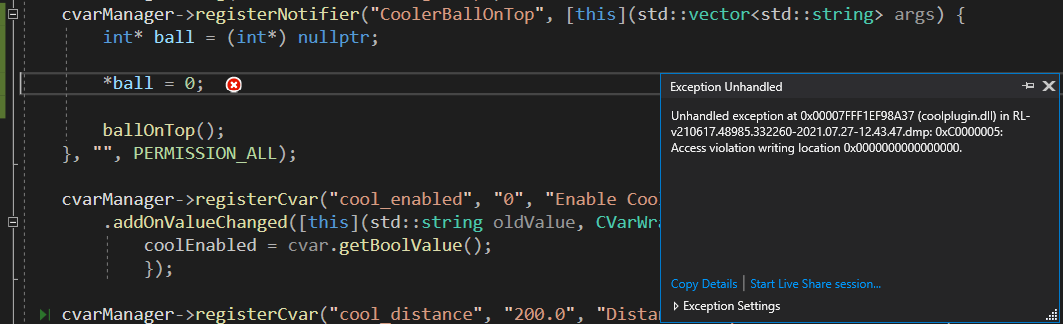 cvarManager->registerNotifier("CoolerBallOnTop", [this](std::vector<std::string> args) {
int* ball = (int*) nullptr;
*ball = 0;
ballOnTop();
}, "", PERMISSION_ALL);
cvarManager->registerCvar("cool_enabled", "0", "Enable Coo
.addOnValueChanged([this](std::string oldValue, CVarWra
coolEnabled = cvar.getBoolValue();
});
cvarManager->registerCvar("cool_distance", "200.0", "Distan
Exception Unhandled
Unhandled exception at 0x00007FFF1EF98A37 (coolplugin.dll) in RL-
v210617.48985.332260-2021.07.27-12.43.47.dmp: 0xC0000005:
Access violation writing location 0x0000000000000000.
Copy Details | Start Live Share session...
Exception Settings